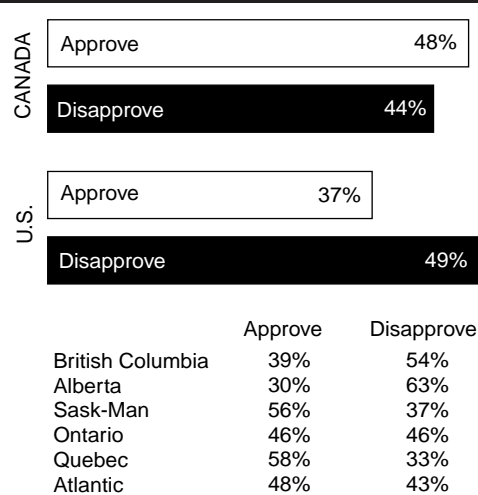 CANADA
Approve 48%
Disapprove 44%
U.S.
Approve 37%
Disapprove 49%
Approve Disapprove
British Columbia 39% 54%
Alberta 30% 63%
Sask-Man 56% 37%
Ontario 46% 46%
Quebec 58% 33%
Atlantic 48% 43%